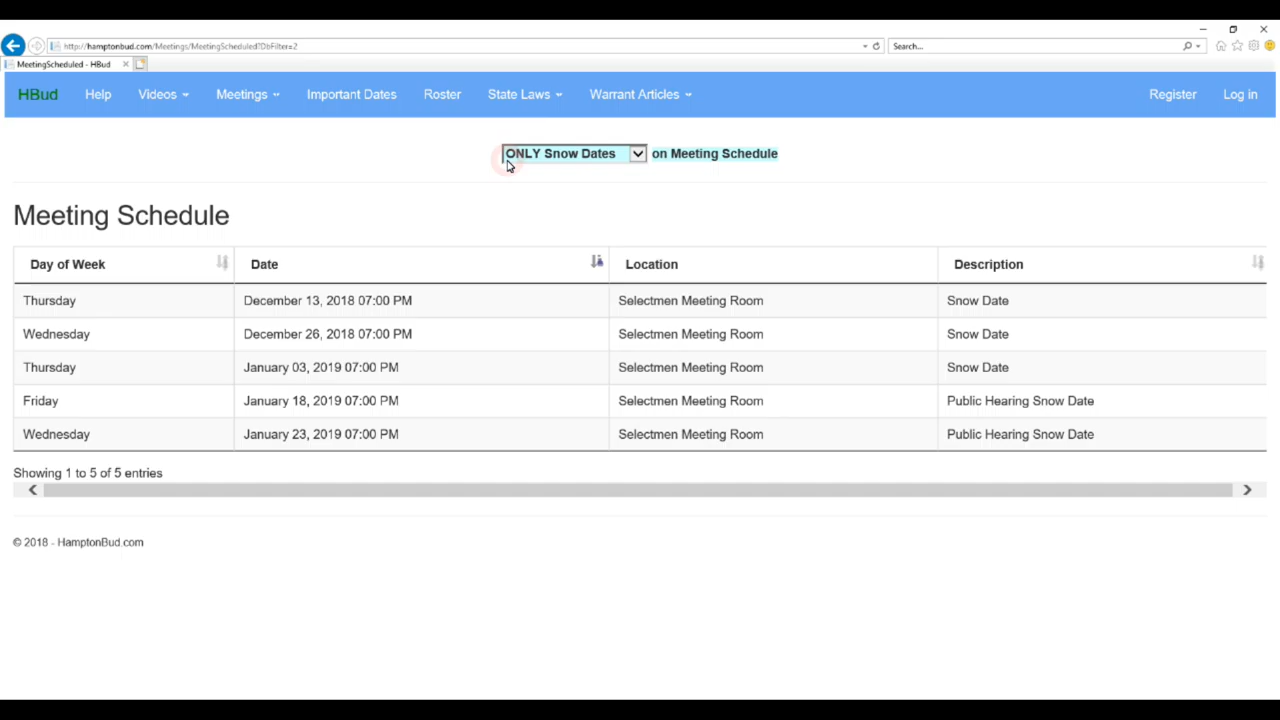 http://hamptonbud.com/Meetings/MeetingScheduled?DbFilter=2
Search...
MeetingScheduled - HBud
HBud Help Videos Meetings Important Dates Roster State Laws Warrant Articles Register Log in
ONLY Snow Dates on Meeting Schedule
Meeting Schedule
Day of Week Date Location Description
Thursday December 13, 2018 07:00 PM Selectmen Meeting Room Snow Date
Wednesday December 26, 2018 07:00 PM Selectmen Meeting Room Snow Date
Thursday January 03, 2019 07:00 PM Selectmen Meeting Room Snow Date
Friday January 18, 2019 07:00 PM Selectmen Meeting Room Public Hearing Snow Date
Wednesday January 23, 2019 07:00 PM Selectmen Meeting Room Public Hearing Snow Date
Showing 1 to 5 of 5 entries
© 2018 - HamptonBud.com